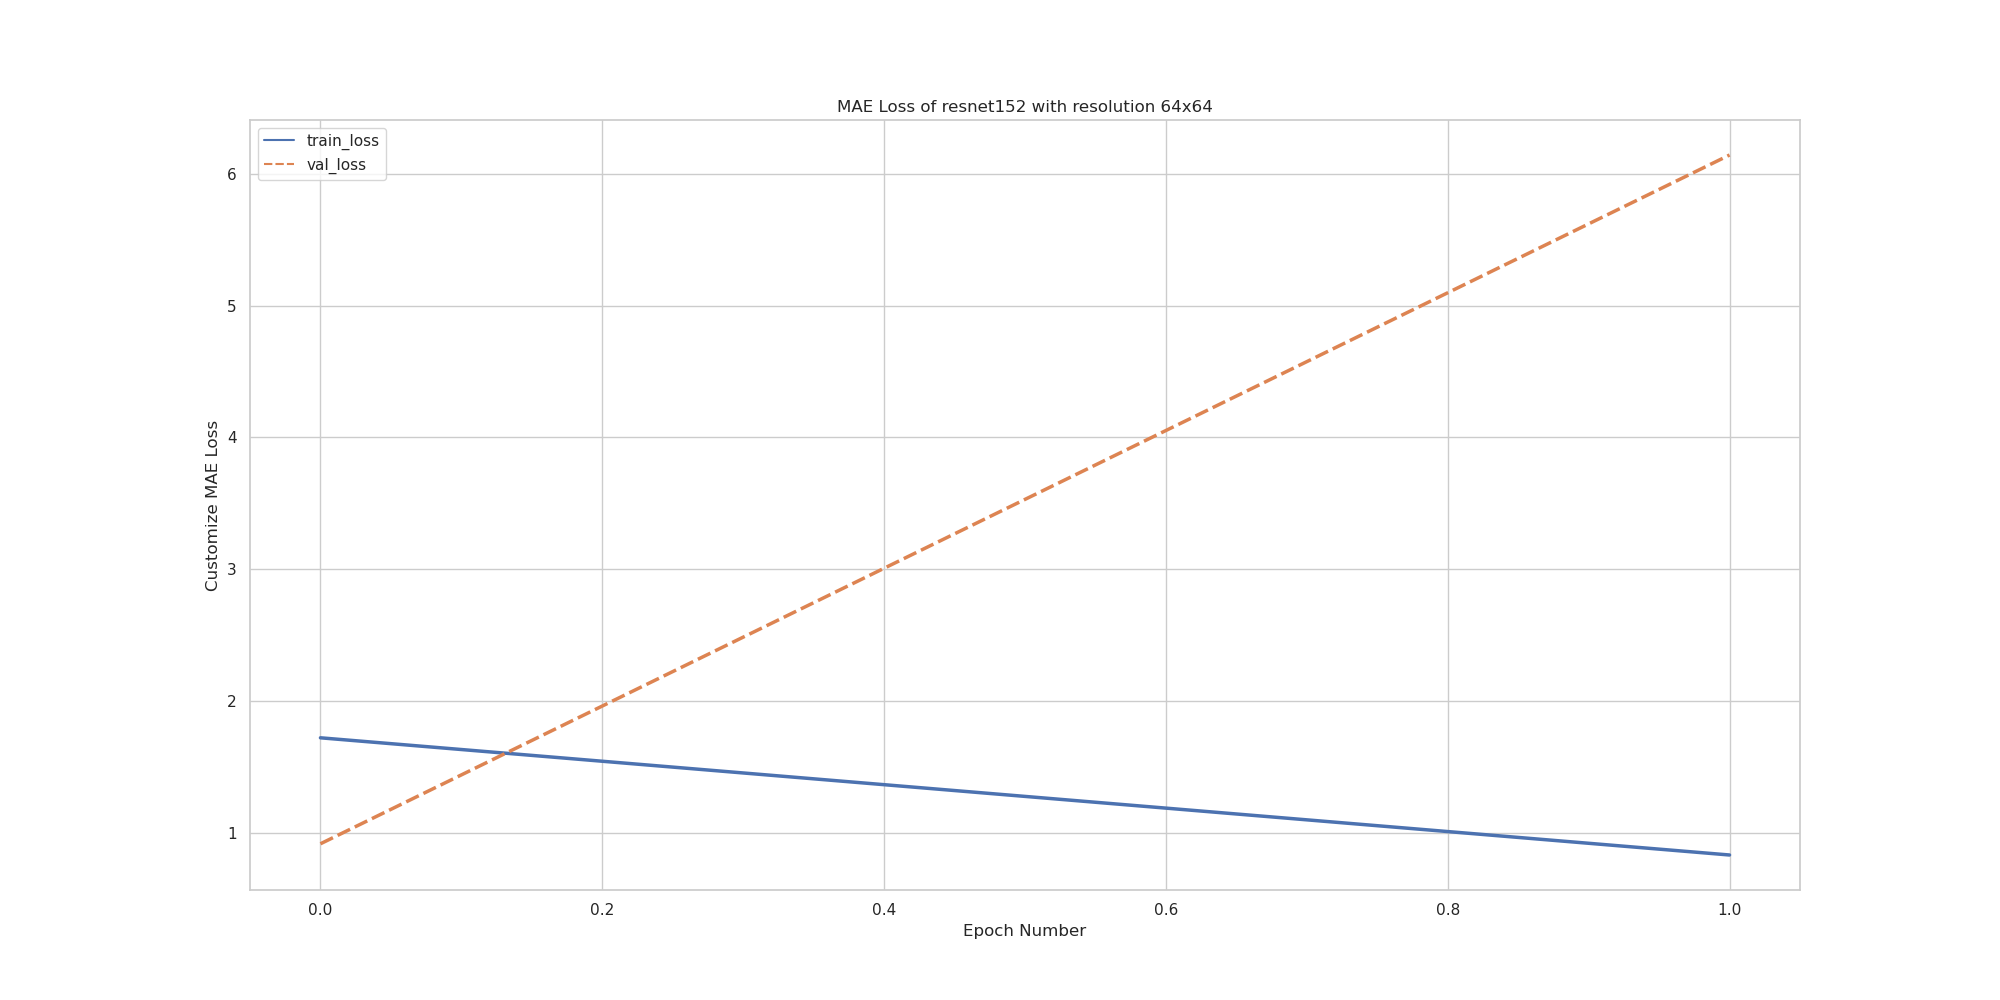 MAE Loss of resnet152 with resolution 64x64
train_loss
val_loss
6
5
4
3
2
1
Customize MAE Loss
0.0 0.2 0.4 0.6 0.8 1.0
Epoch Number